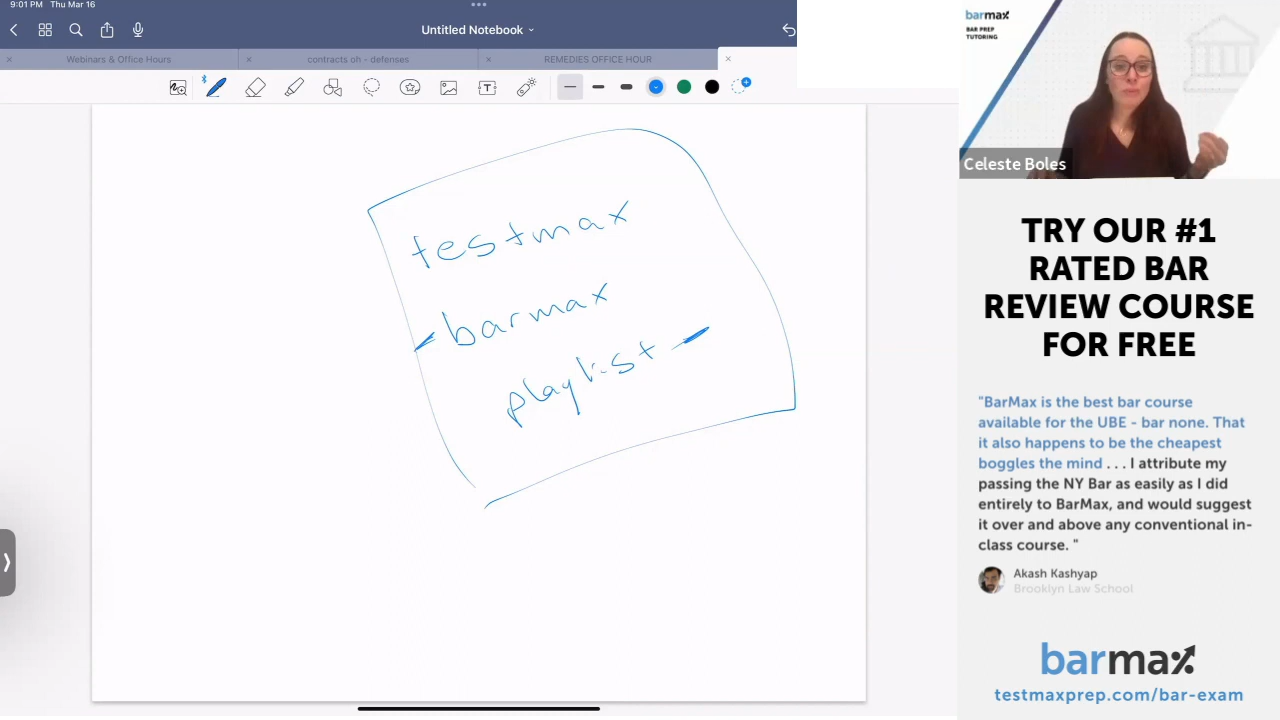 9:01 PM Thu Mar 16
Untitled Notebook
Webinars & Office Hours
contracts oh - defenses
REMEDIES OFFICE HOUR
testmax
barmax
playlist
barmax
BAR PREP
TUTORING
Celeste Boles
TRY OUR #1
RATED BAR
REVIEW COURSE
FOR FREE
"BarMax is the best bar course
available for the UBE - bar none. That
it also happens to be the cheapest
boggles the mind . . . I attribute my
passing the NY Bar as easily as I did
entirely to BarMax, and would suggest
it over and above any conventional in-
class course. "
Akash Kashyap
Brooklyn Law School
barmax
testmaxprep.com/bar-exam